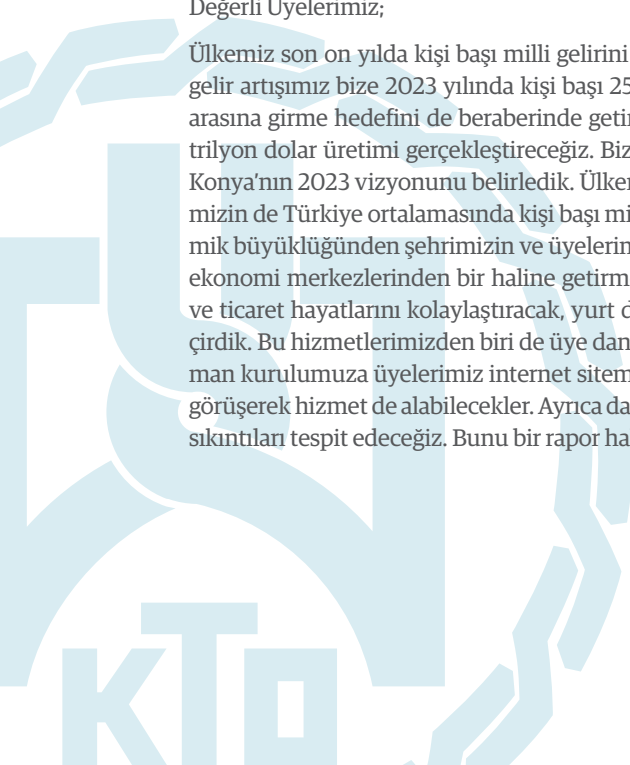 Değerli Üyelerimiz;
Ülkemiz son on yılda kişi başı milli gelirini
gelir artışımız bize 2023 yılında kişi başı 25
arasına girme hedefini de beraberinde getir
trilyon dolar üretimi gerçekleştireceğiz. Biz
Konya’nın 2023 vizyonunu belirledik. Ülker
mizin de Türkiye ortalamasında kişi başı mi
mik büyüklüğünden şehrimizin ve üyelerin
ekonomi merkezlerinden bir haline getirm
ve ticaret hayatlarını kolaylaştıracak, yurt d
çirdik. Bu hizmetlerimizden biri de üye dan
man kurulumuza üyelerimiz internet sitem
görüşerek hizmet de alabilecekler. Ayrıca da
sıkıntıları tespit edeceğiz. Bunu bir rapor ha
KTO